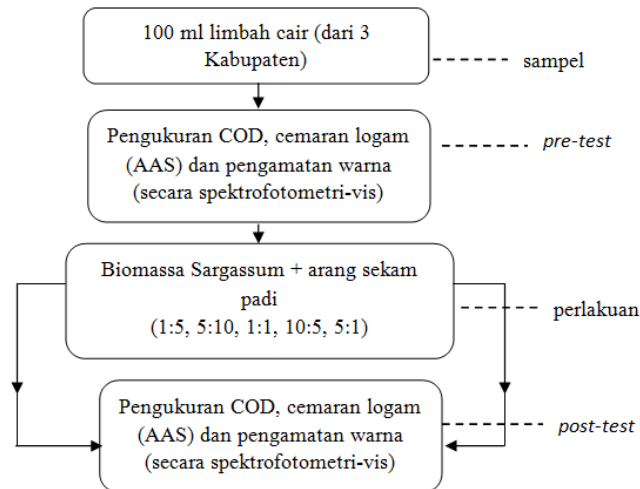 100 ml limbah cair (dari 3
Kabupaten)
sampel
Pengukuran COD, cemaran logam
(AAS) dan pengamatan warna
(secara spektrofotometri-vis)
pre-test
Biomassa Sargassum + arang sekam
padi
(1:5, 5:10, 1:1, 10:5, 5:1)
perlakuan
Pengukuran COD, cemaran logam
(AAS) dan pengamatan warna
(secara spektrofotometri-vis)
post-test